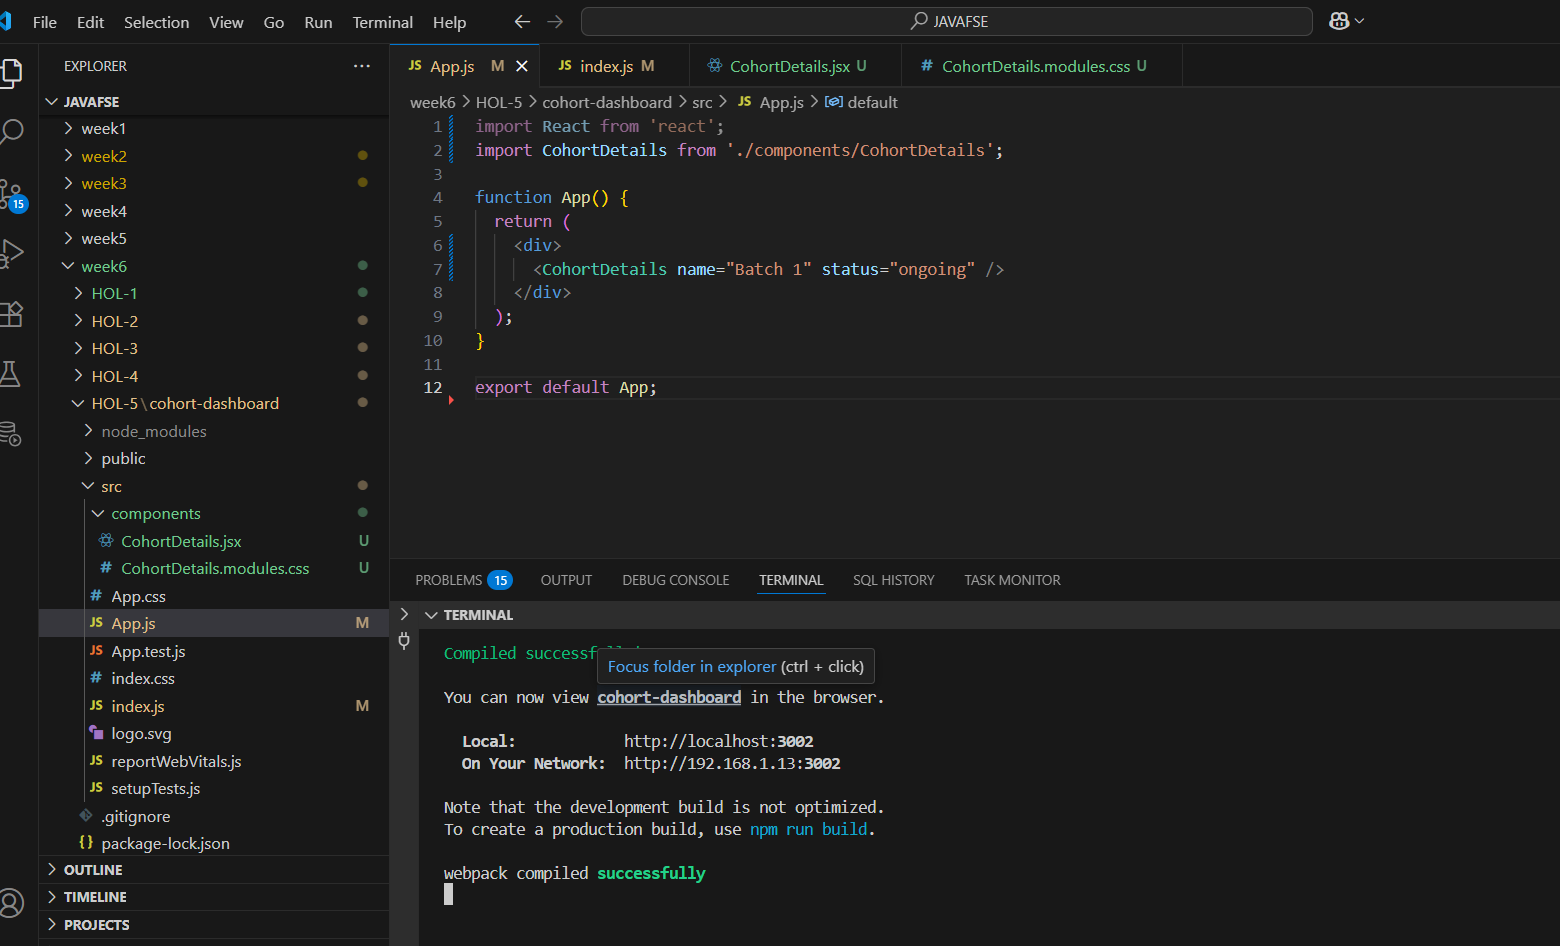 File Edit Selection View Go Run Terminal Help
JAVAFSE
EXPLORER
JAVAFSE
week1
week2
week3
week4
week5
week6
HOL-1
HOL-2
HOL-3
HOL-4
HOL-5\cohort-dashboard
node_modules
public
src
components
CohortDetails.jsx U
CohortDetails.modules.css U
App.css
App.js M
App.test.js
index.css
index.js M
logo.svg
reportWebVitals.js
setupTests.js
.gitignore
package-lock.json
OUTLINE
TIMELINE
PROJECTS
15
JS App.js M
JS index.js M
CohortDetails.jsx U
# CohortDetails.modules.css U
week6 > HOL-5 > cohort-dashboard > src > JS App.js > default
1 import React from 'react';
2 import CohortDetails from './components/CohortDetails';
3
4 function App() {
5 return (
6 <div>
7 <CohortDetails name="Batch 1" status="ongoing" />
8 </div>
9 );
10 }
11
12 export default App;
PROBLEMS 15 OUTPUT DEBUG CONSOLE TERMINAL SQL HISTORY TASK MONITOR
TERMINAL
Compiled successf
Focus folder in explorer (ctrl + click)
You can now view cohort-dashboard in the browser.
Local: http://localhost:3002
On Your Network: http://192.168.1.13:3002
Note that the development build is not optimized.
To create a production build, use npm run build.
webpack compiled successfully